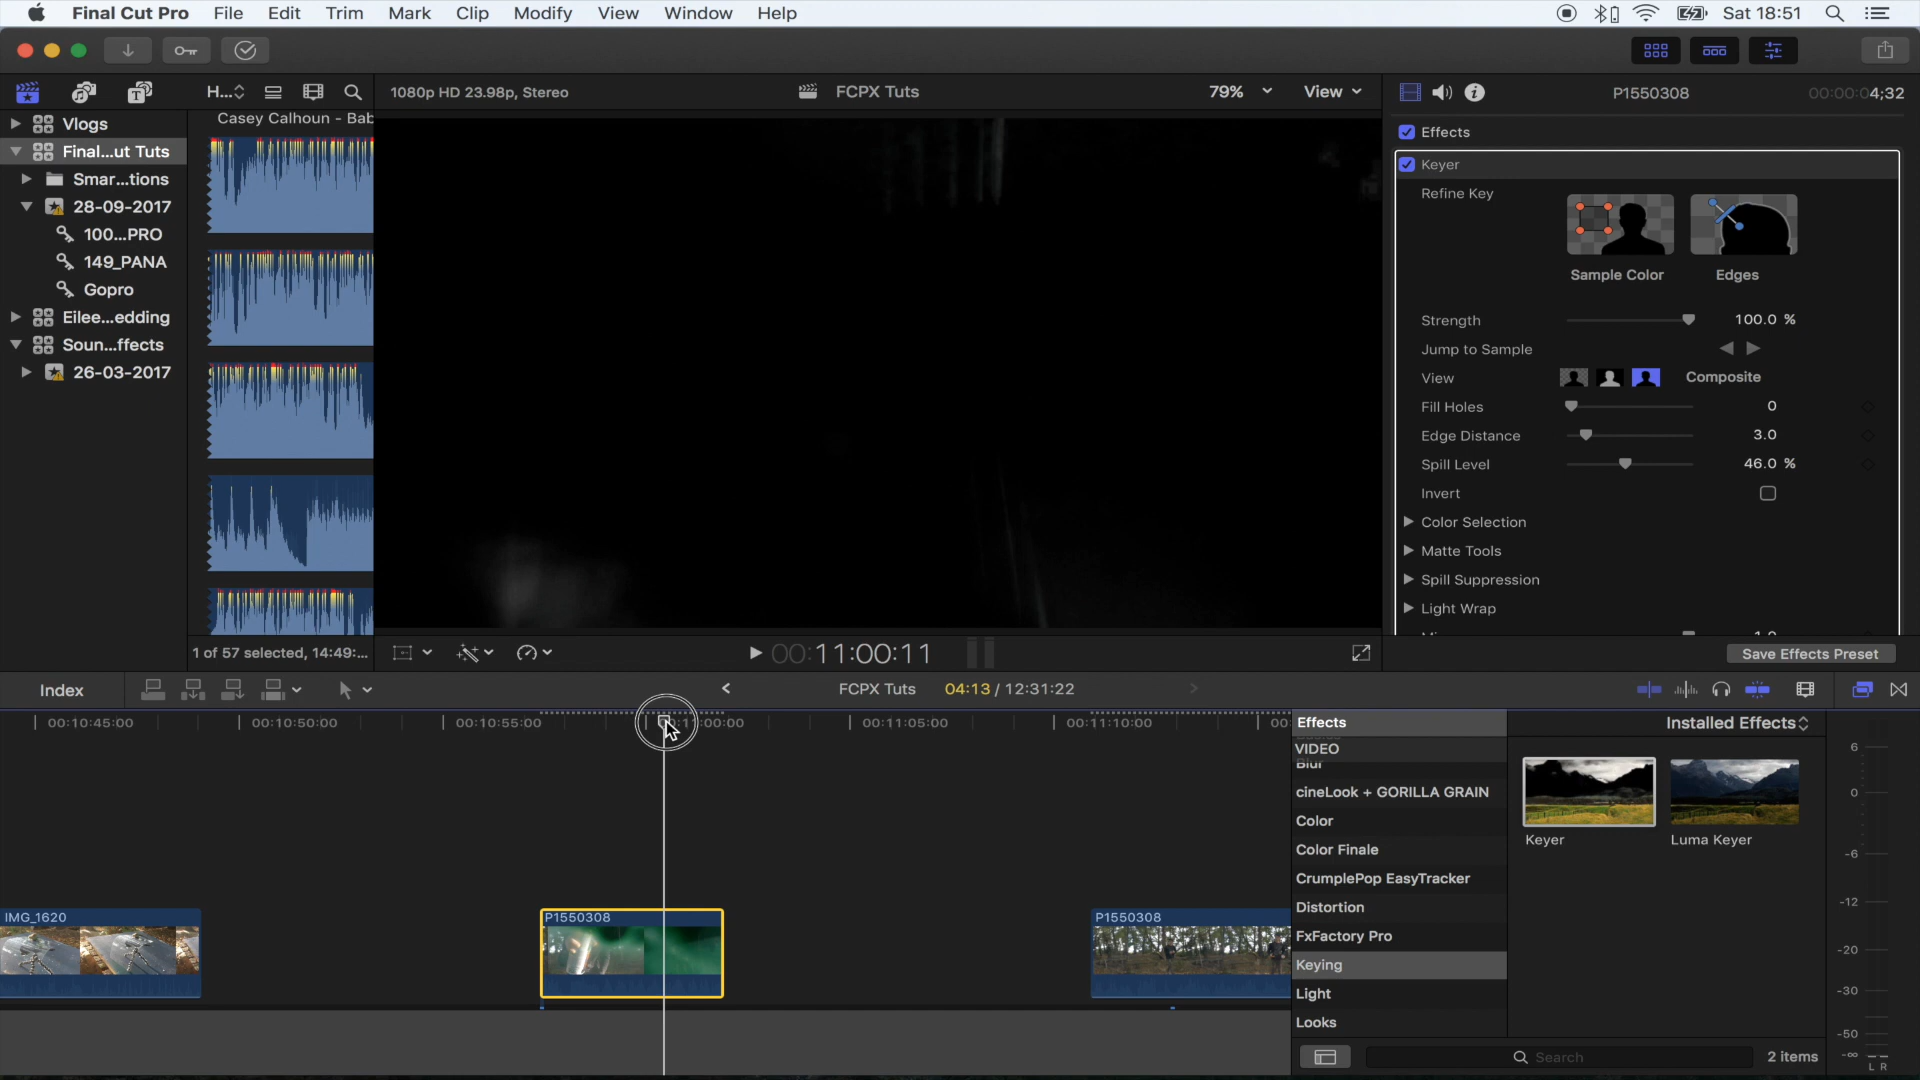 Final Cut Pro File Edit Trim Mark Clip Modify View Window Help Sat 18:51
H... 1080p HD 23.98p, Stereo FCPX Tuts 79% View P1550308 00:00:04;32
Vlogs
Final...ut Tuts
Smar...tions
28-09-2017
100...PRO
149_PANA
Gopro
Eilee...edding
Soun...ffects
26-03-2017
Casey Calhoun - Bab
1 of 57 selected, 14:49:...
00:11:00:11
Effects
Keyer
Refine Key
Sample Color Edges
Strength 100.0 %
Jump to Sample
View Composite
Fill Holes 0
Edge Distance 3.0
Spill Level 46.0 %
Invert
Color Selection
Matte Tools
Spill Suppression
Light Wrap
Save Effects Preset
Index FCPX Tuts 04:13 / 12:31:22
00:10:45:00 00:10:50:00 00:10:55:00 00:11:00:00 00:11:05:00 00:11:10:00 00:
IMG_1620 P1550308 P1550308
Effects Installed Effects
VIDEO
Blur
cineLook + GORILLA GRAIN
Color
Color Finale
CrumplePop EasyTracker
Distortion
FxFactory Pro
Keying
Light
Looks
Keyer Luma Keyer
Search 2 items
6
0
-6
-12
-20
-30
-50
-∞
L R